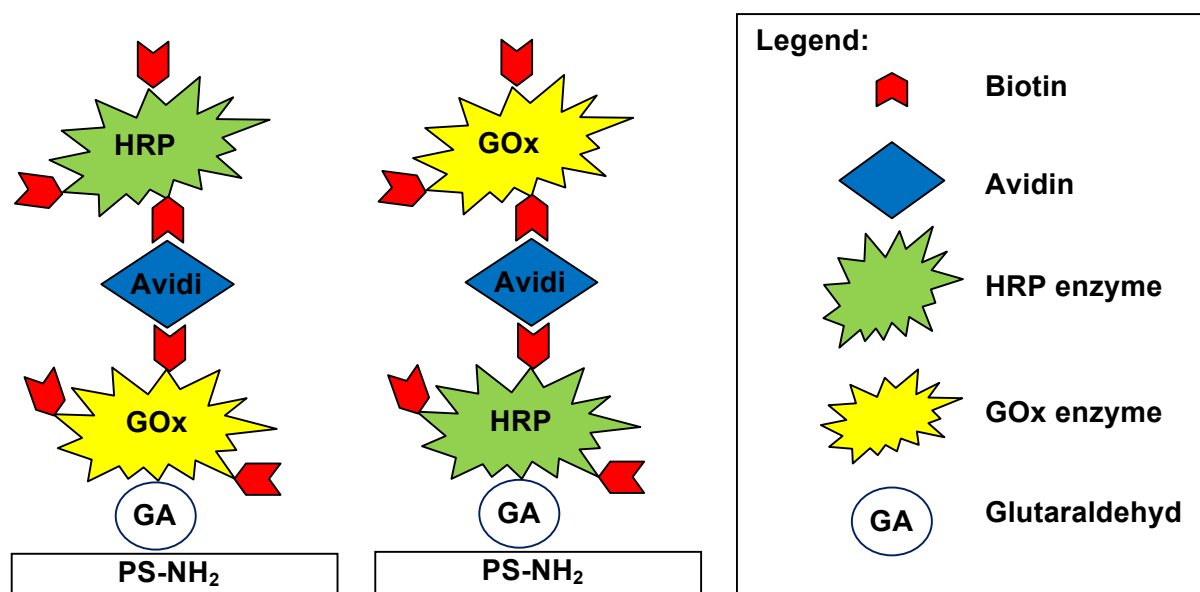 HRP
Avidi
GOx
GA
PS-NH₂
GOx
Avidi
HRP
GA
PS-NH₂
Legend:
Biotin
Avidin
HRP enzyme
GOx enzyme
GA
Glutaraldehyd